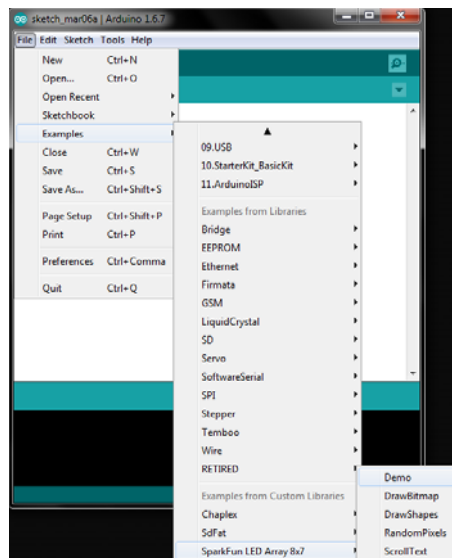 sketch_mar06a | Arduino 1.6.7
File Edit Sketch Tools Help
New Ctrl+N
Open... Ctrl+O
Open Recent
Sketchbook
Examples
Close Ctrl+W
Save Ctrl+S
Save As... Ctrl+Shift+S
Page Setup Ctrl+Shift+P
Print Ctrl+P
Preferences Ctrl+Comma
Quit Ctrl+Q
09.USB
10.StarterKit_BasicKit
11.ArduinoISP
Examples from Libraries
Bridge
EEPROM
Ethernet
Firmata
GSM
LiquidCrystal
SD
Servo
SoftwareSerial
SPI
Stepper
Temboo
Wire
RETIRED
Examples from Custom Libraries
Chaplex
SdFat
SparkFun LED Array 8x7
Demo
DrawBitmap
DrawShapes
RandomPixels
ScrollText